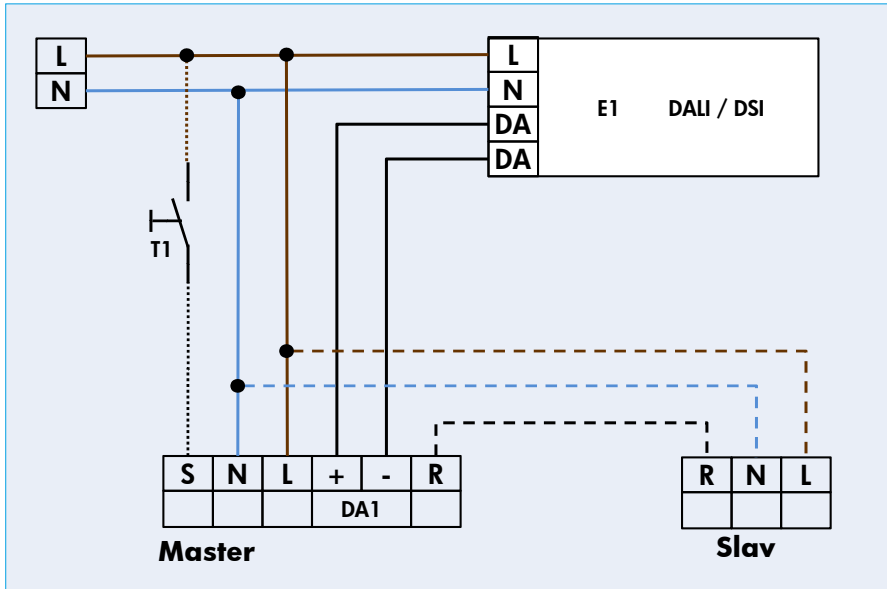 L
N
L
N
DA
DA
E1 DALI / DSI
T1
S N L + - R
DA1
Master
R N L
Slav